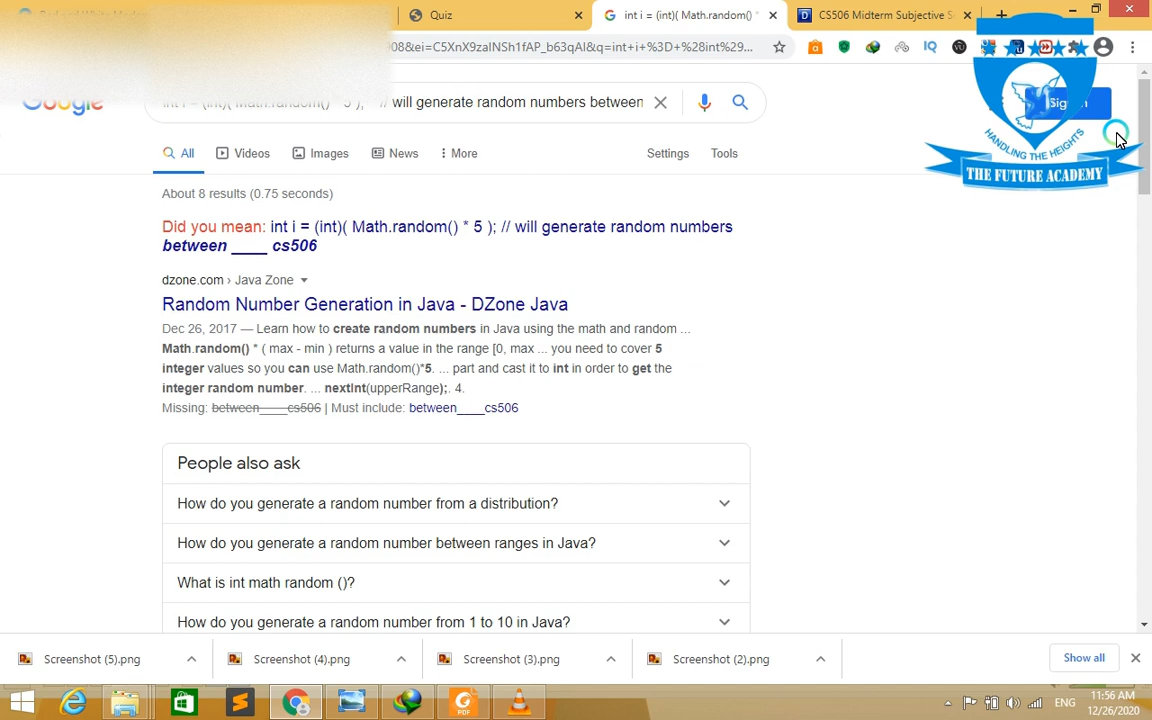 Quiz
int i = (int)( Math.random() *
CS506 Midterm Subjective S
08&ei=C5XnX9zaINSh1fAP_b63qAI&q=int+i+%3D+%28int%29...
IQ
Google
int i = (int)( Math.random() * 5 ); // will generate random numbers between
Sign in
HANDLING THE HEIGHTS
THE FUTURE ACADEMY
All
Videos
Images
News
More
Settings
Tools
About 8 results (0.75 seconds)
Did you mean: int i = (int)( Math.random() * 5 ); // will generate random numbers
between ____ cs506
dzone.com › Java Zone
Random Number Generation in Java - DZone Java
Dec 26, 2017 — Learn how to create random numbers in Java using the math and random ...
Math.random() * ( max - min ) returns a value in the range [0, max ... you need to cover 5
integer values so you can use Math.random()*5. ... part and cast it to int in order to get the
integer random number. ... nextInt(upperRange);. 4.
Missing: between____cs506 | Must include: between____cs506
People also ask
How do you generate a random number from a distribution?
How do you generate a random number between ranges in Java?
What is int math random ()?
How do you generate a random number from 1 to 10 in Java?
Screenshot (5).png
Screenshot (4).png
Screenshot (3).png
Screenshot (2).png
Show all
PDF
ENG
11:56 AM
12/26/2020